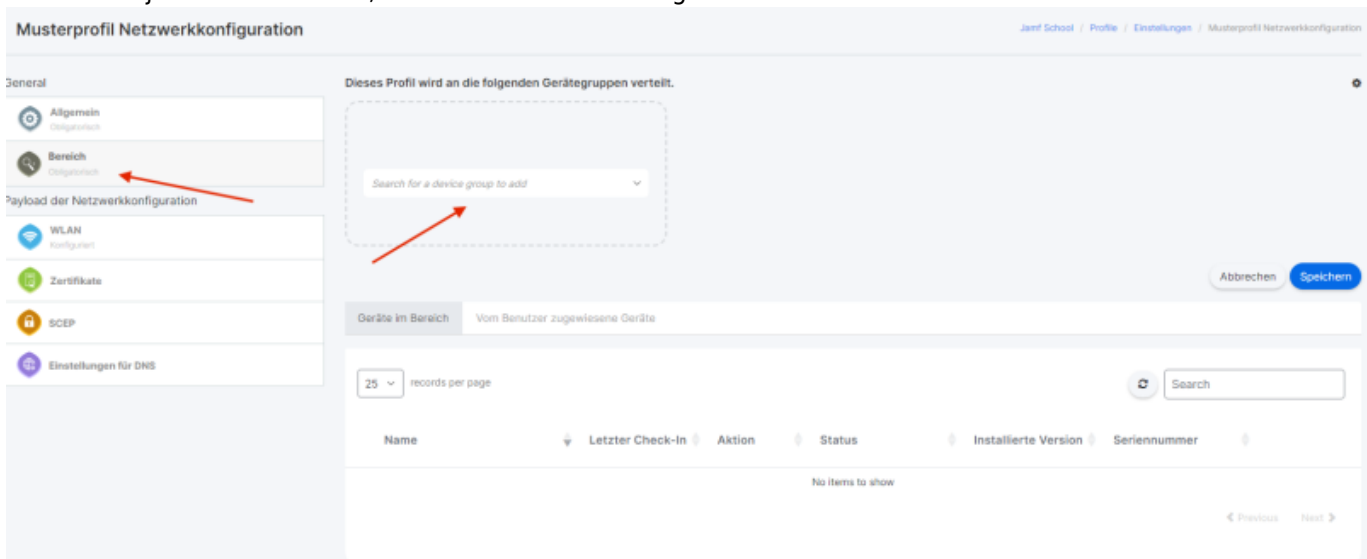 Musterprofil Netzwerkkonfiguration
Jamf School / Profile / Einstellungen / Musterprofil Netzwerkkonfiguration
General
Allgemein
Obligatorisch
Bereich
Obligatorisch
Payload der Netzwerkkonfiguration
WLAN
Konfiguriert
Zertifikate
SCEP
Einstellungen für DNS
Dieses Profil wird an die folgenden Gerätegruppen verteilt.
Search for a device group to add
Abbrechen Speichern
Geräte im Bereich Vom Benutzer zugewiesene Geräte
25 records per page
Search
Name Letzter Check-In Aktion Status Installierte Version Seriennummer
No items to show
Previous Next